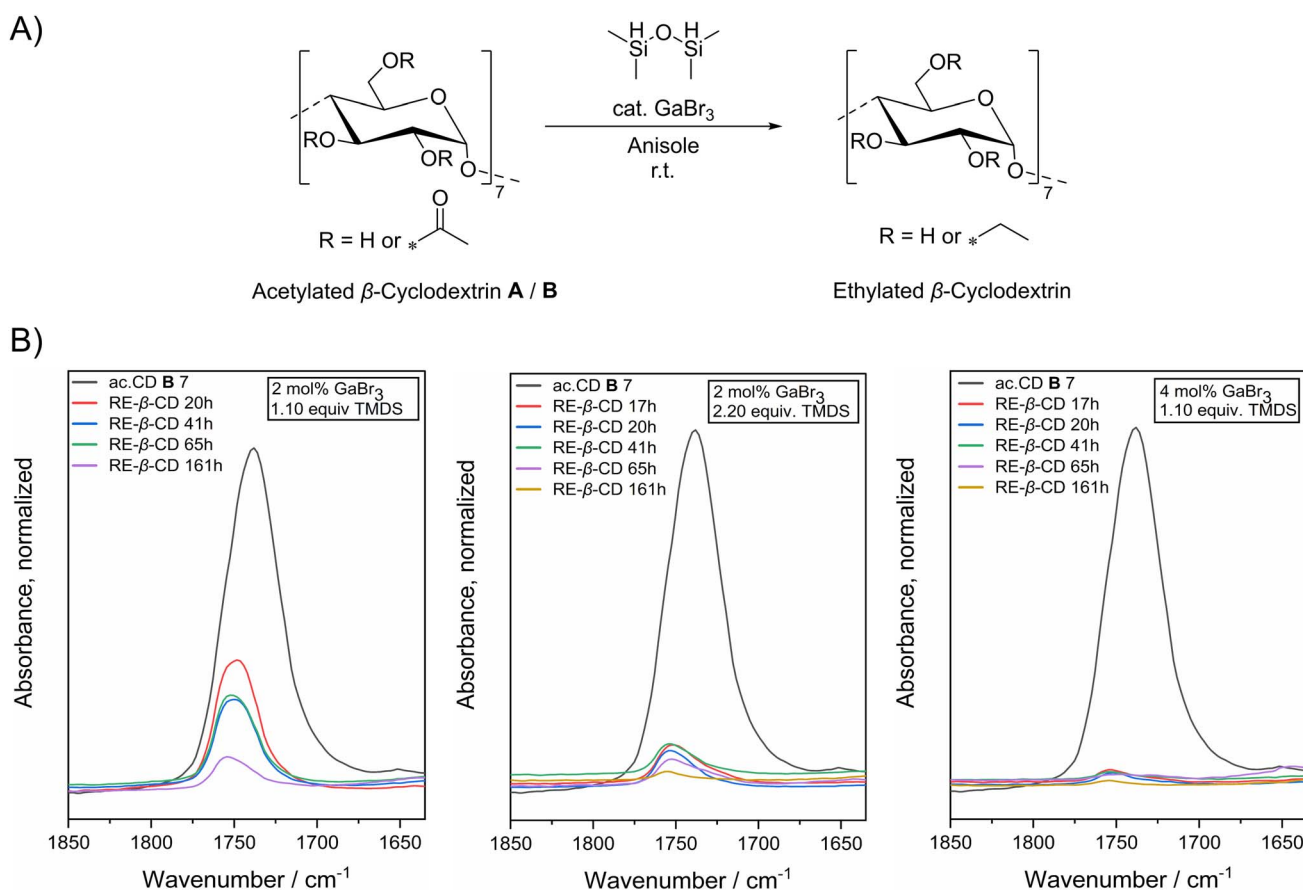 A)
H H
Si O Si
cat. GaBr3
Anisole
r.t.
OR
O
RO
OR
O
7
R = H or *
O
Acetylated β-Cyclodextrin A / B
OR
O
RO
OR
O
7
R = H or *
Ethylated β-Cyclodextrin
B)
Absorbance, normalized
ac.CD B 7
RE-β-CD 20h
RE-β-CD 41h
RE-β-CD 65h
RE-β-CD 161h
2 mol% GaBr3
1.10 equiv TMDS
1850 1800 1750 1700 1650
Wavenumber / cm-1
Absorbance, normalized
ac.CD B 7
RE-β-CD 17h
RE-β-CD 20h
RE-β-CD 41h
RE-β-CD 65h
RE-β-CD 161h
2 mol% GaBr3
2.20 equiv. TMDS
1850 1800 1750 1700 1650
Wavenumber / cm-1
Absorbance, normalized
ac.CD B 7
RE-β-CD 17h
RE-β-CD 20h
RE-β-CD 41h
RE-β-CD 65h
RE-β-CD 161h
4 mol% GaBr3
1.10 equiv. TMDS
1850 1800 1750 1700 1650
Wavenumber / cm-1